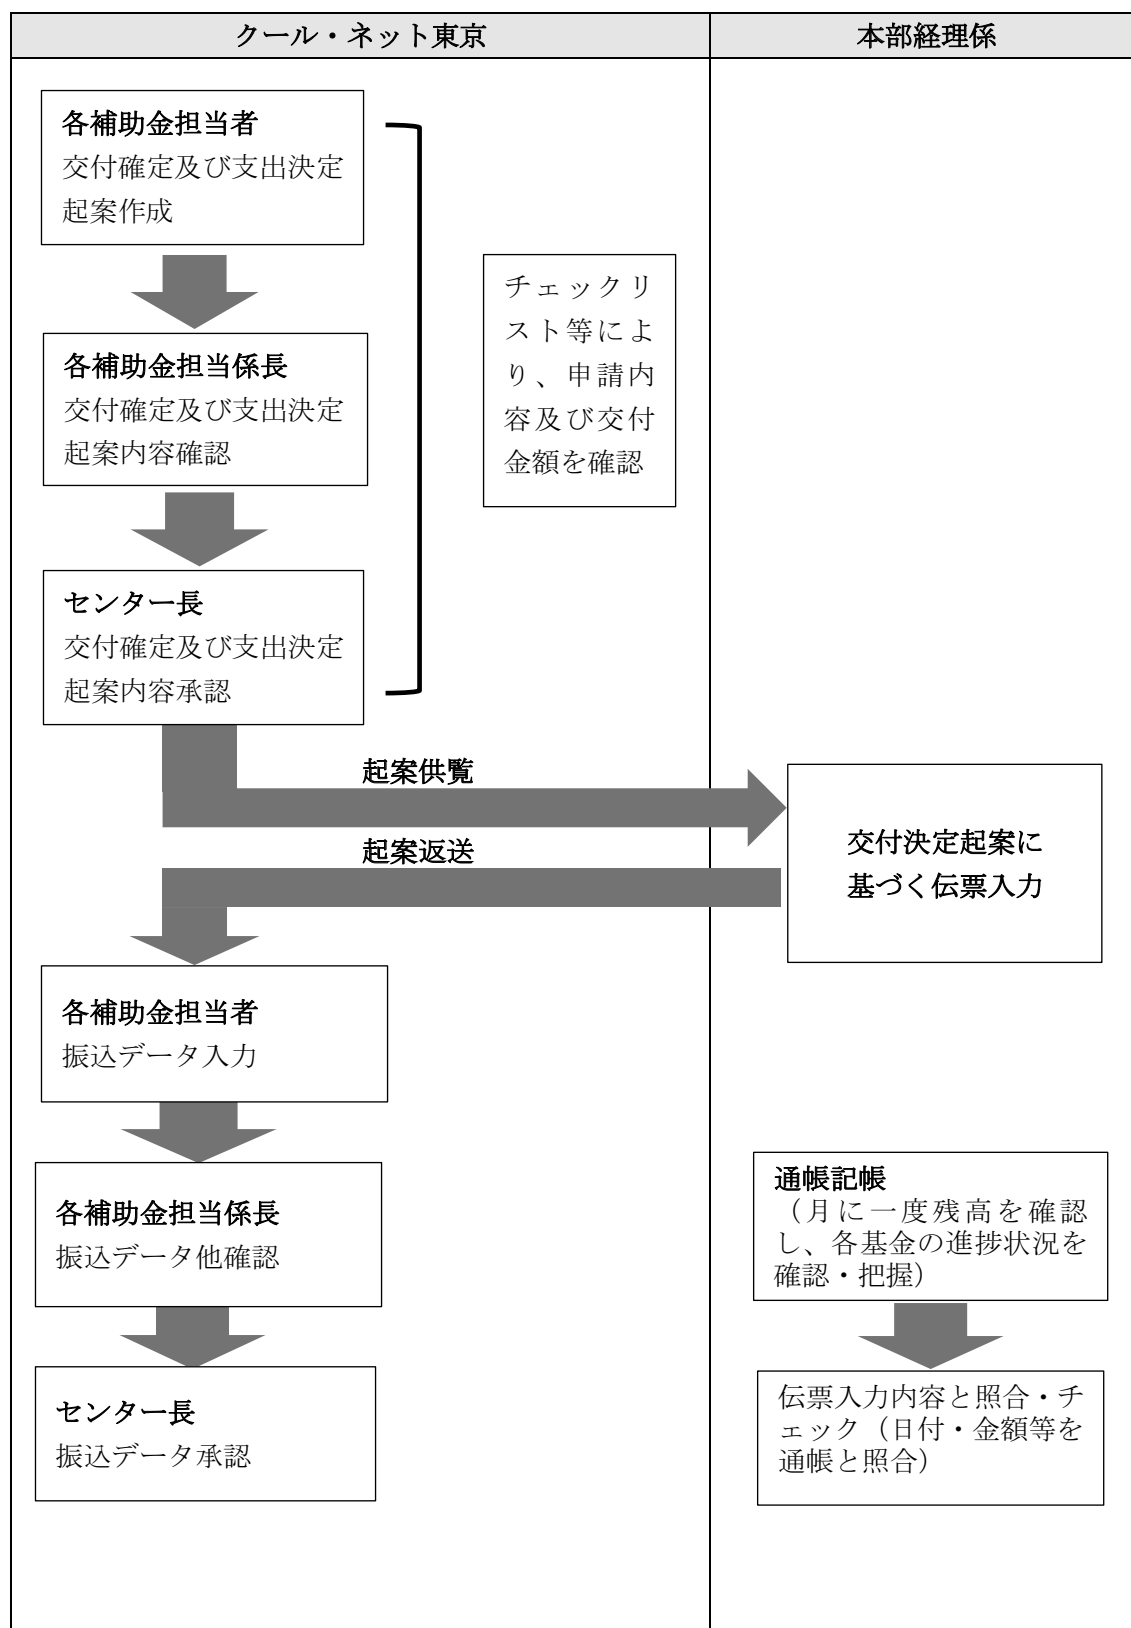 クール・ネット東京
本部経理係
各補助金担当者
交付確定及び支出決定
起案作成
チェックリ
スト等によ
り、申請内
容及び交付
金額を確認
各補助金担当係長
交付確定及び支出決定
起案内容確認
センター長
交付確定及び支出決定
起案内容承認
起案供覧
起案返送
交付決定起案に
基づく伝票入力
各補助金担当者
振込データ入力
各補助金担当係長
振込データ他確認
センター長
振込データ承認
通帳記帳
（月に一度残高を確認
し、各基金の進捗状況を
確認・把握）
伝票入力内容と照合・チ
ェック（日付・金額等を
通帳と照合）